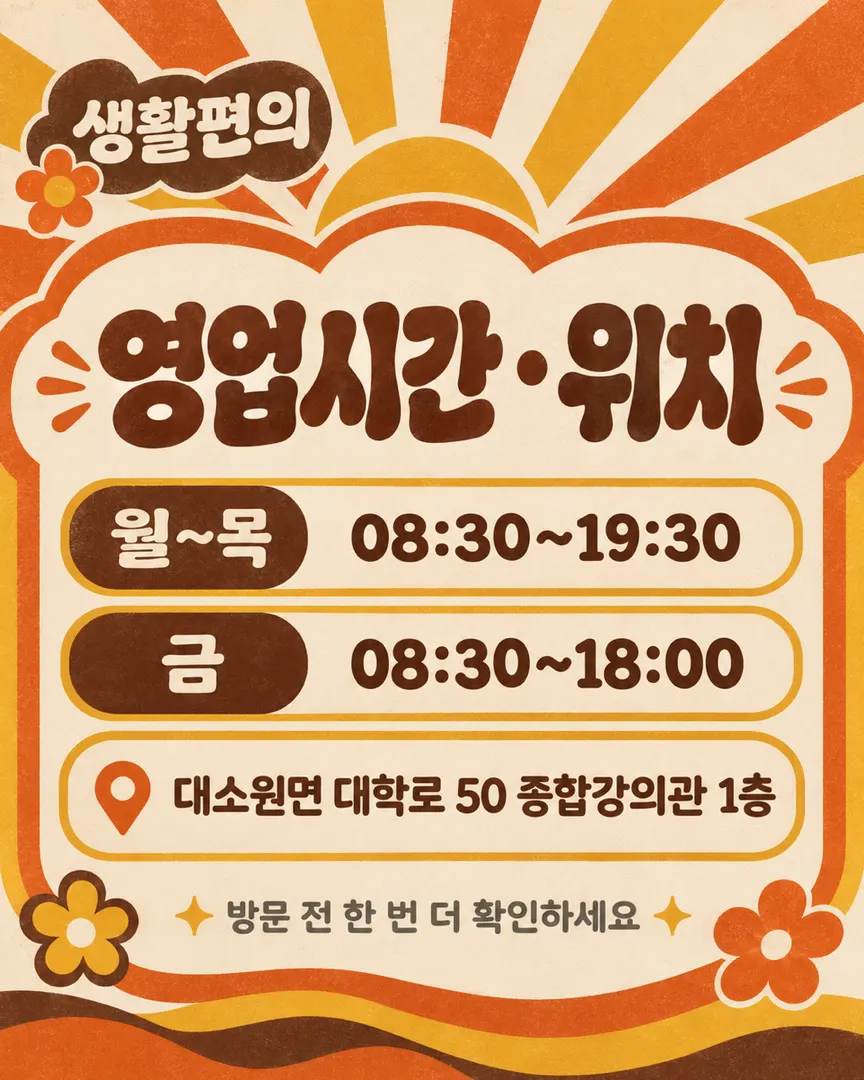 생활편의
영업시간·위치
월~목 08:30~19:30
금 08:30~18:00
대소원면 대학로 50 종합강의관 1층
방문 전 한 번 더 확인하세요